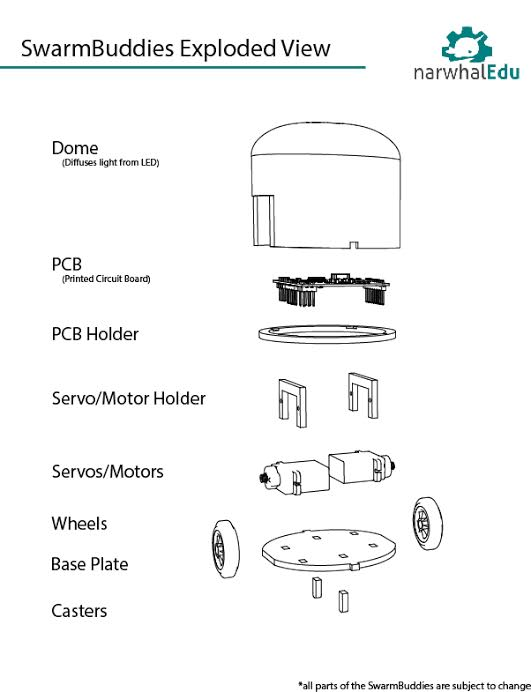 SwarmBuddies Exploded View
narwhalEdu
Dome
(Diffuses light from LED)
PCB
(Printed Circuit Board)
PCB Holder
Servo/Motor Holder
Servos/Motors
Wheels
Base Plate
Casters
*all parts of the SwarmBuddies are subject to change